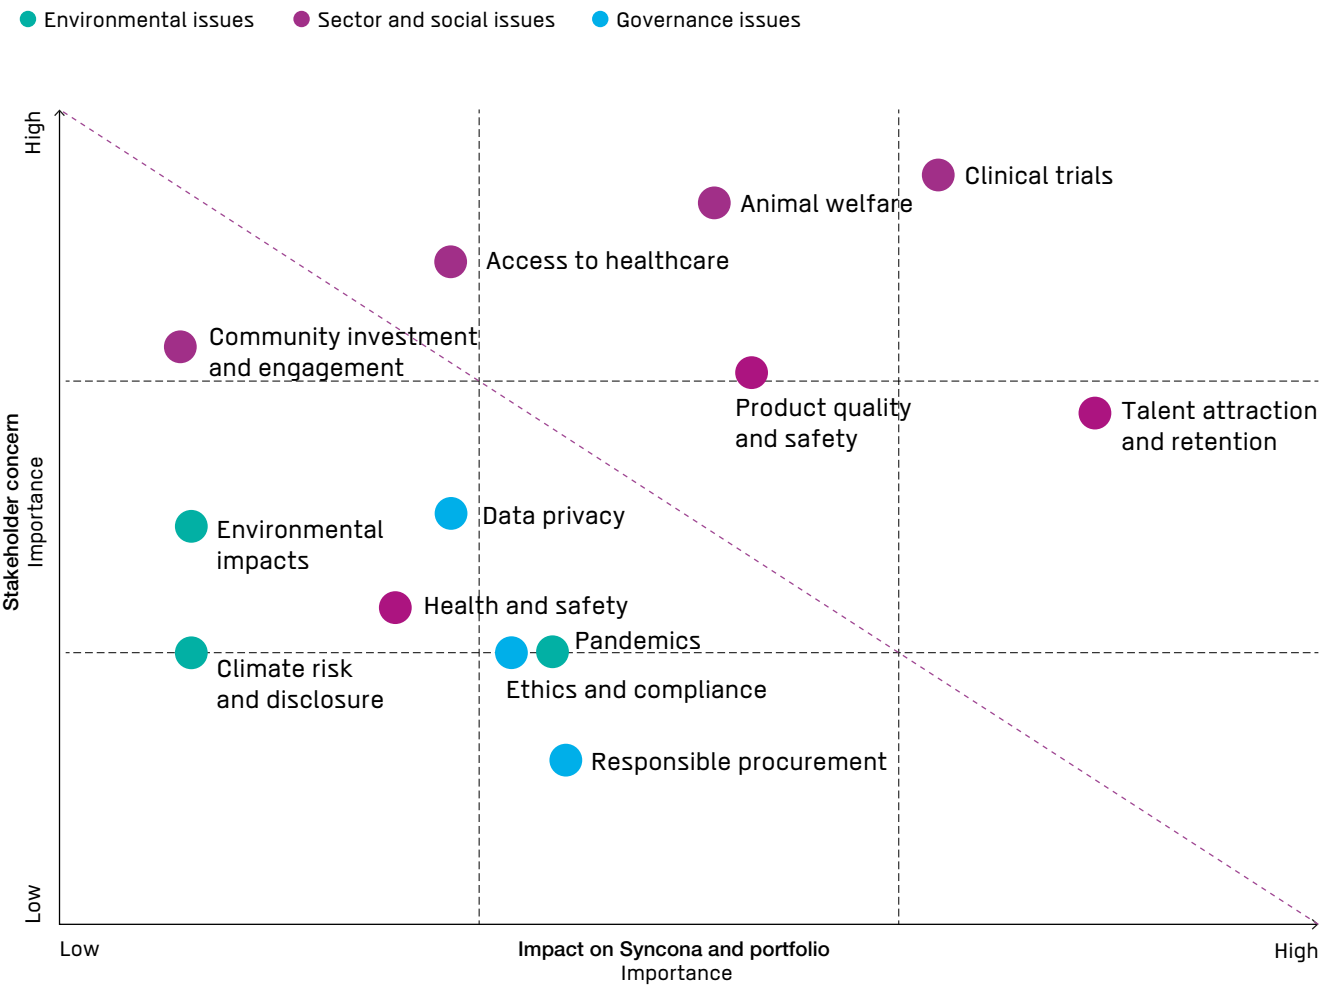 Environmental issues
Sector and social issues
Governance issues
High
Clinical trials
Animal welfare
Access to healthcare
Community investment
and engagement
Product quality
and safety
Talent attraction
and retention
Stakeholder concern
Importance
Data privacy
Environmental
impacts
Health and safety
Pandemics
Climate risk
and disclosure
Ethics and compliance
Responsible procurement
Low
Low
Impact on Syncona and portfolio
Importance
High